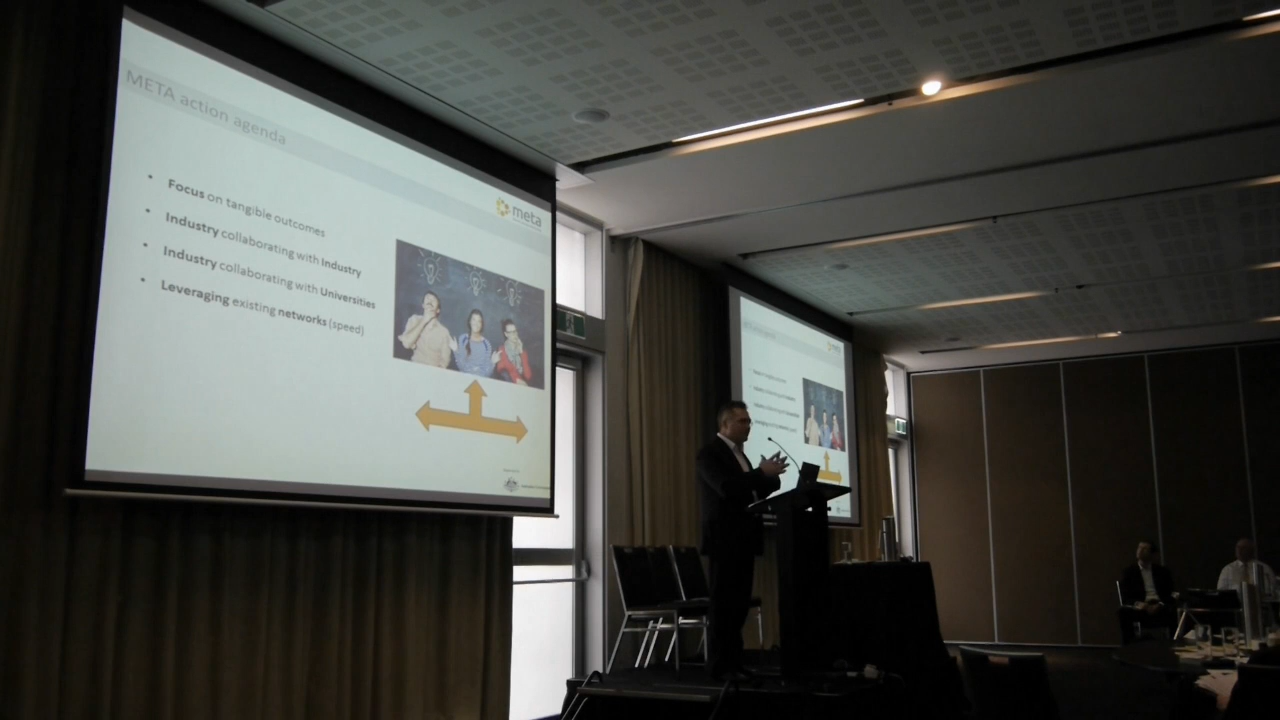 META action agenda
meta
• Focus on tangible outcomes
• Industry collaborating with Industry
• Industry collaborating with Universities
• Leveraging existing networks (speed)
meta